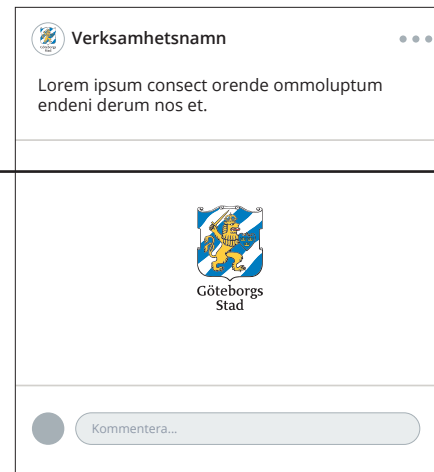 Verksamhetsnamn
Lorem ipsum consect orende ommoluptum
endeni derum nos et.
Göteborgs
Stad
Kommentera...